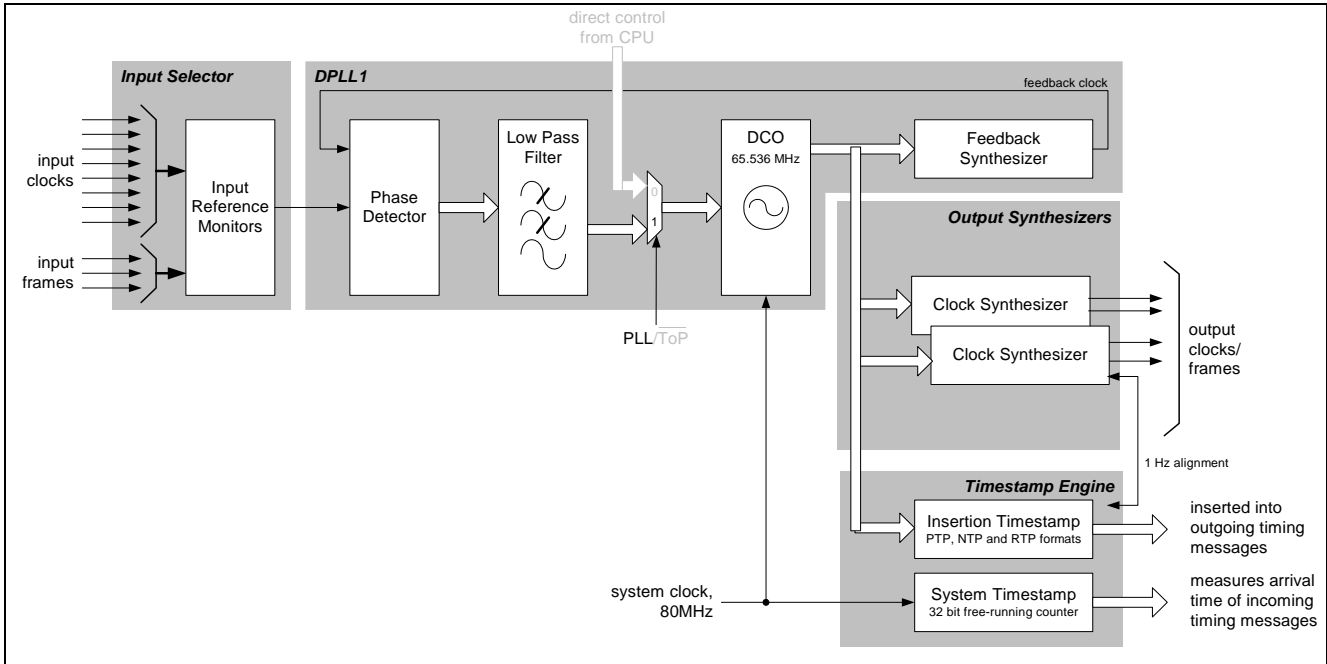 direct control
from CPU
Input Selector
DPLL1
feedback clock
input
clocks
input
frames
Input
Reference
Monitors
Phase
Detector
Low Pass
Filter
0
1
PLL/ToP
DCO
65.536 MHz
Feedback
Synthesizer
Output Synthesizers
Clock Synthesizer
Clock Synthesizer
output
clocks/
frames
1 Hz alignment
Timestamp Engine
Insertion Timestamp
PTP, NTP and RTP formats
inserted into
outgoing timing
messages
system clock,
80MHz
System Timestamp
32 bit free-running counter
measures arrival
time of incoming
timing messages